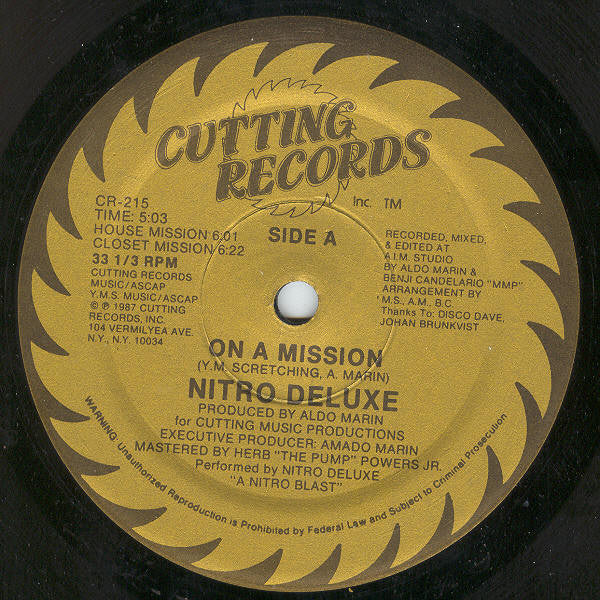 CUTTING
RECORDS
Inc. TM
CR-215
TIME: 5:03
HOUSE MISSION 6:01
CLOSET MISSION 6:22
33 1/3 RPM
CUTTING RECORDS
MUSIC/ASCAP
Y.M.S. MUSIC/ASCAP
© ℗ 1987 CUTTING
RECORDS, INC.
104 VERMILYEA AVE.
N.Y., N.Y. 10034
SIDE A
RECORDED, MIXED,
& EDITED AT
A.I.M. STUDIO
BY ALDO MARIN &
BENJI CANDELARIO "MMP"
ARRANGEMENT BY
M.S., A.M., B.C.
Thanks To: DISCO DAVE,
JOHAN BRUNKVIST
ON A MISSION
(Y.M. SCRETCHING, A. MARIN)
NITRO DELUXE
PRODUCED BY ALDO MARIN
for CUTTING MUSIC PRODUCTIONS
EXECUTIVE PRODUCER: AMADO MARIN
MASTERED BY HERB "THE PUMP" POWERS JR.
Performed by NITRO DELUXE
"A NITRO BLAST"
WARNING: Unauthorized Reproduction is Prohibited by Federal Law and Subject to Criminal Prosecution